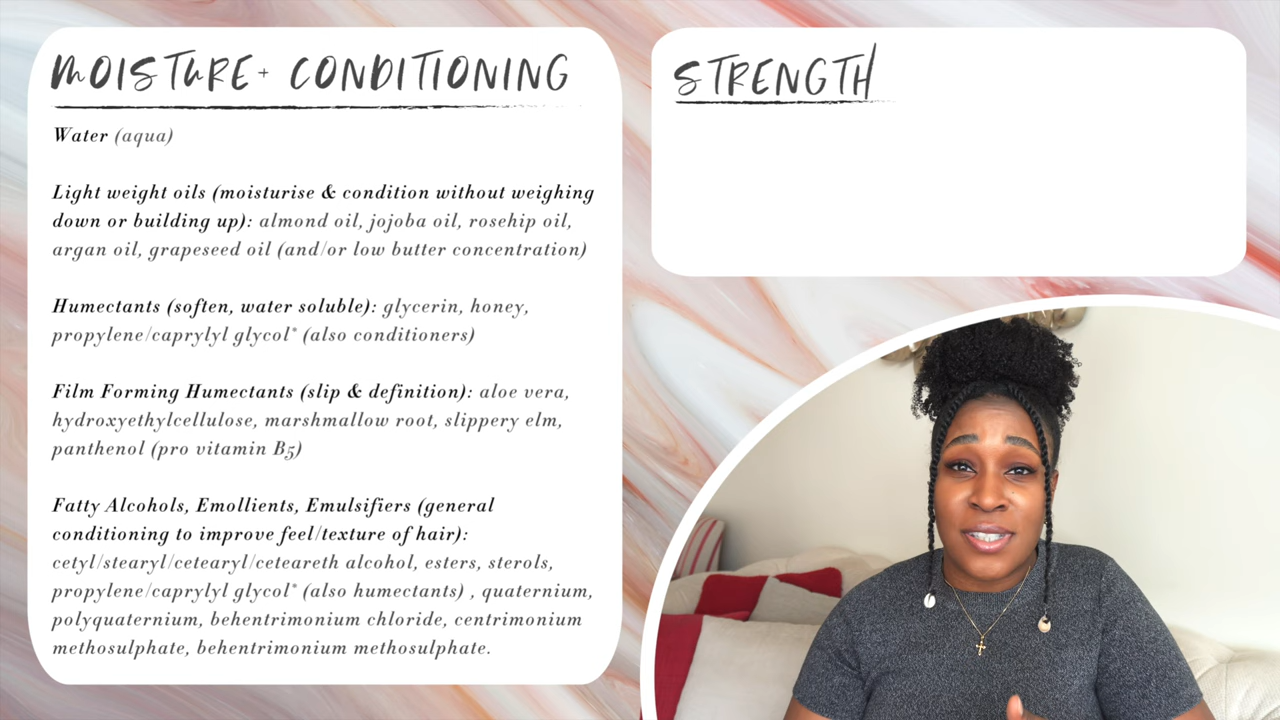 MOISTURE+ CONDITIONING
Water (aqua)
Light weight oils (moisturise & condition without weighing
down or building up): almond oil, jojoba oil, rosehip oil,
argan oil, grapeseed oil (and/or low butter concentration)
Humectants (soften, water soluble): glycerin, honey,
propylene/caprylyl glycol* (also conditioners)
Film Forming Humectants (slip & definition): aloe vera,
hydroxyethylcellulose, marshmallow root, slippery elm,
panthenol (pro vitamin B5)
Fatty Alcohols, Emollients, Emulsifiers (general
conditioning to improve feel/texture of hair):
cetyl/stearyl/cetearyl/ceteareth alcohol, esters, sterols,
propylene/caprylyl glycol* (also humectants) , quaternium,
polyquaternium, behentrimonium chloride, centrimonium
methosulphate, behentrimonium methosulphate.
STRENGTH